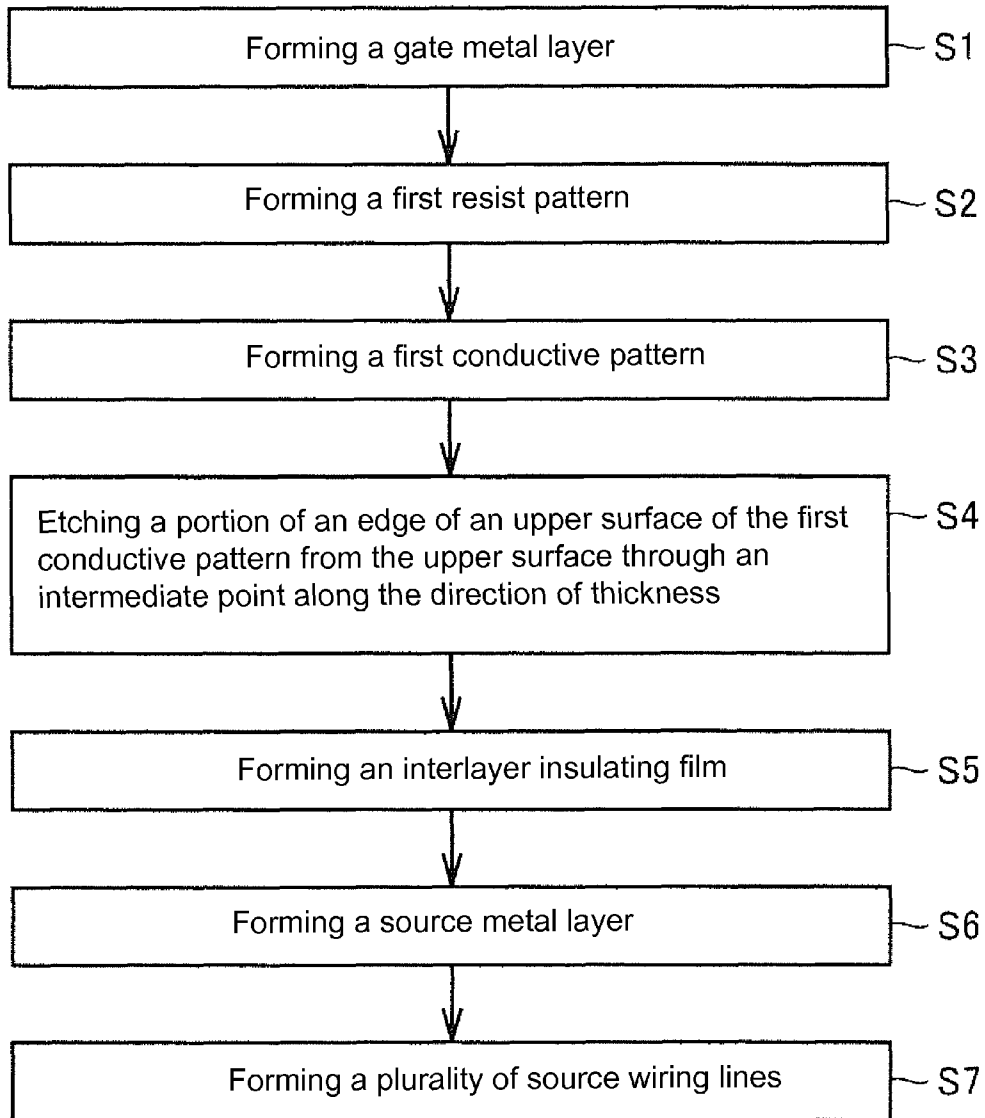 Forming a gate metal layer S1
Forming a first resist pattern S2
Forming a first conductive pattern S3
Etching a portion of an edge of an upper surface of the first S4
conductive pattern from the upper surface through an
intermediate point along the direction of thickness
Forming an interlayer insulating film S5
Forming a source metal layer S6
Forming a plurality of source wiring lines S7